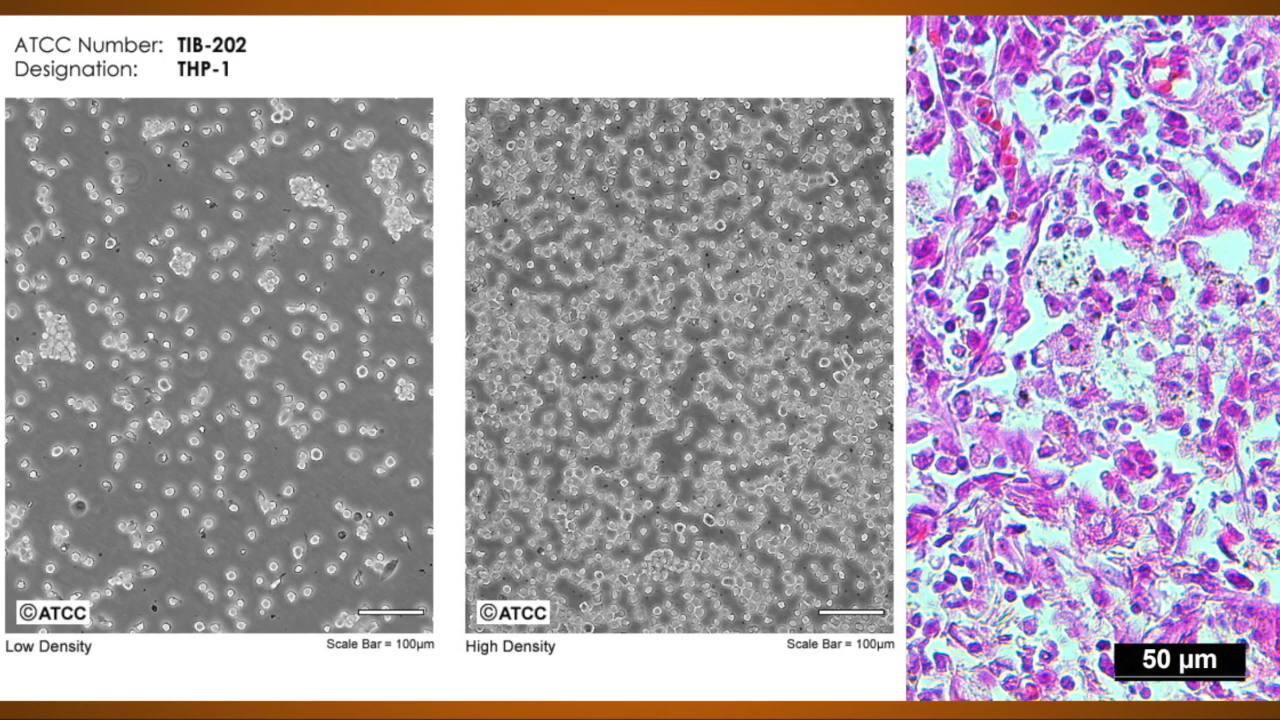 ATCC Number: TIB-202
Designation: THP-1
©ATCC
Low Density
Scale Bar = 100µm
©ATCC
High Density
Scale Bar = 100µm
50 µm